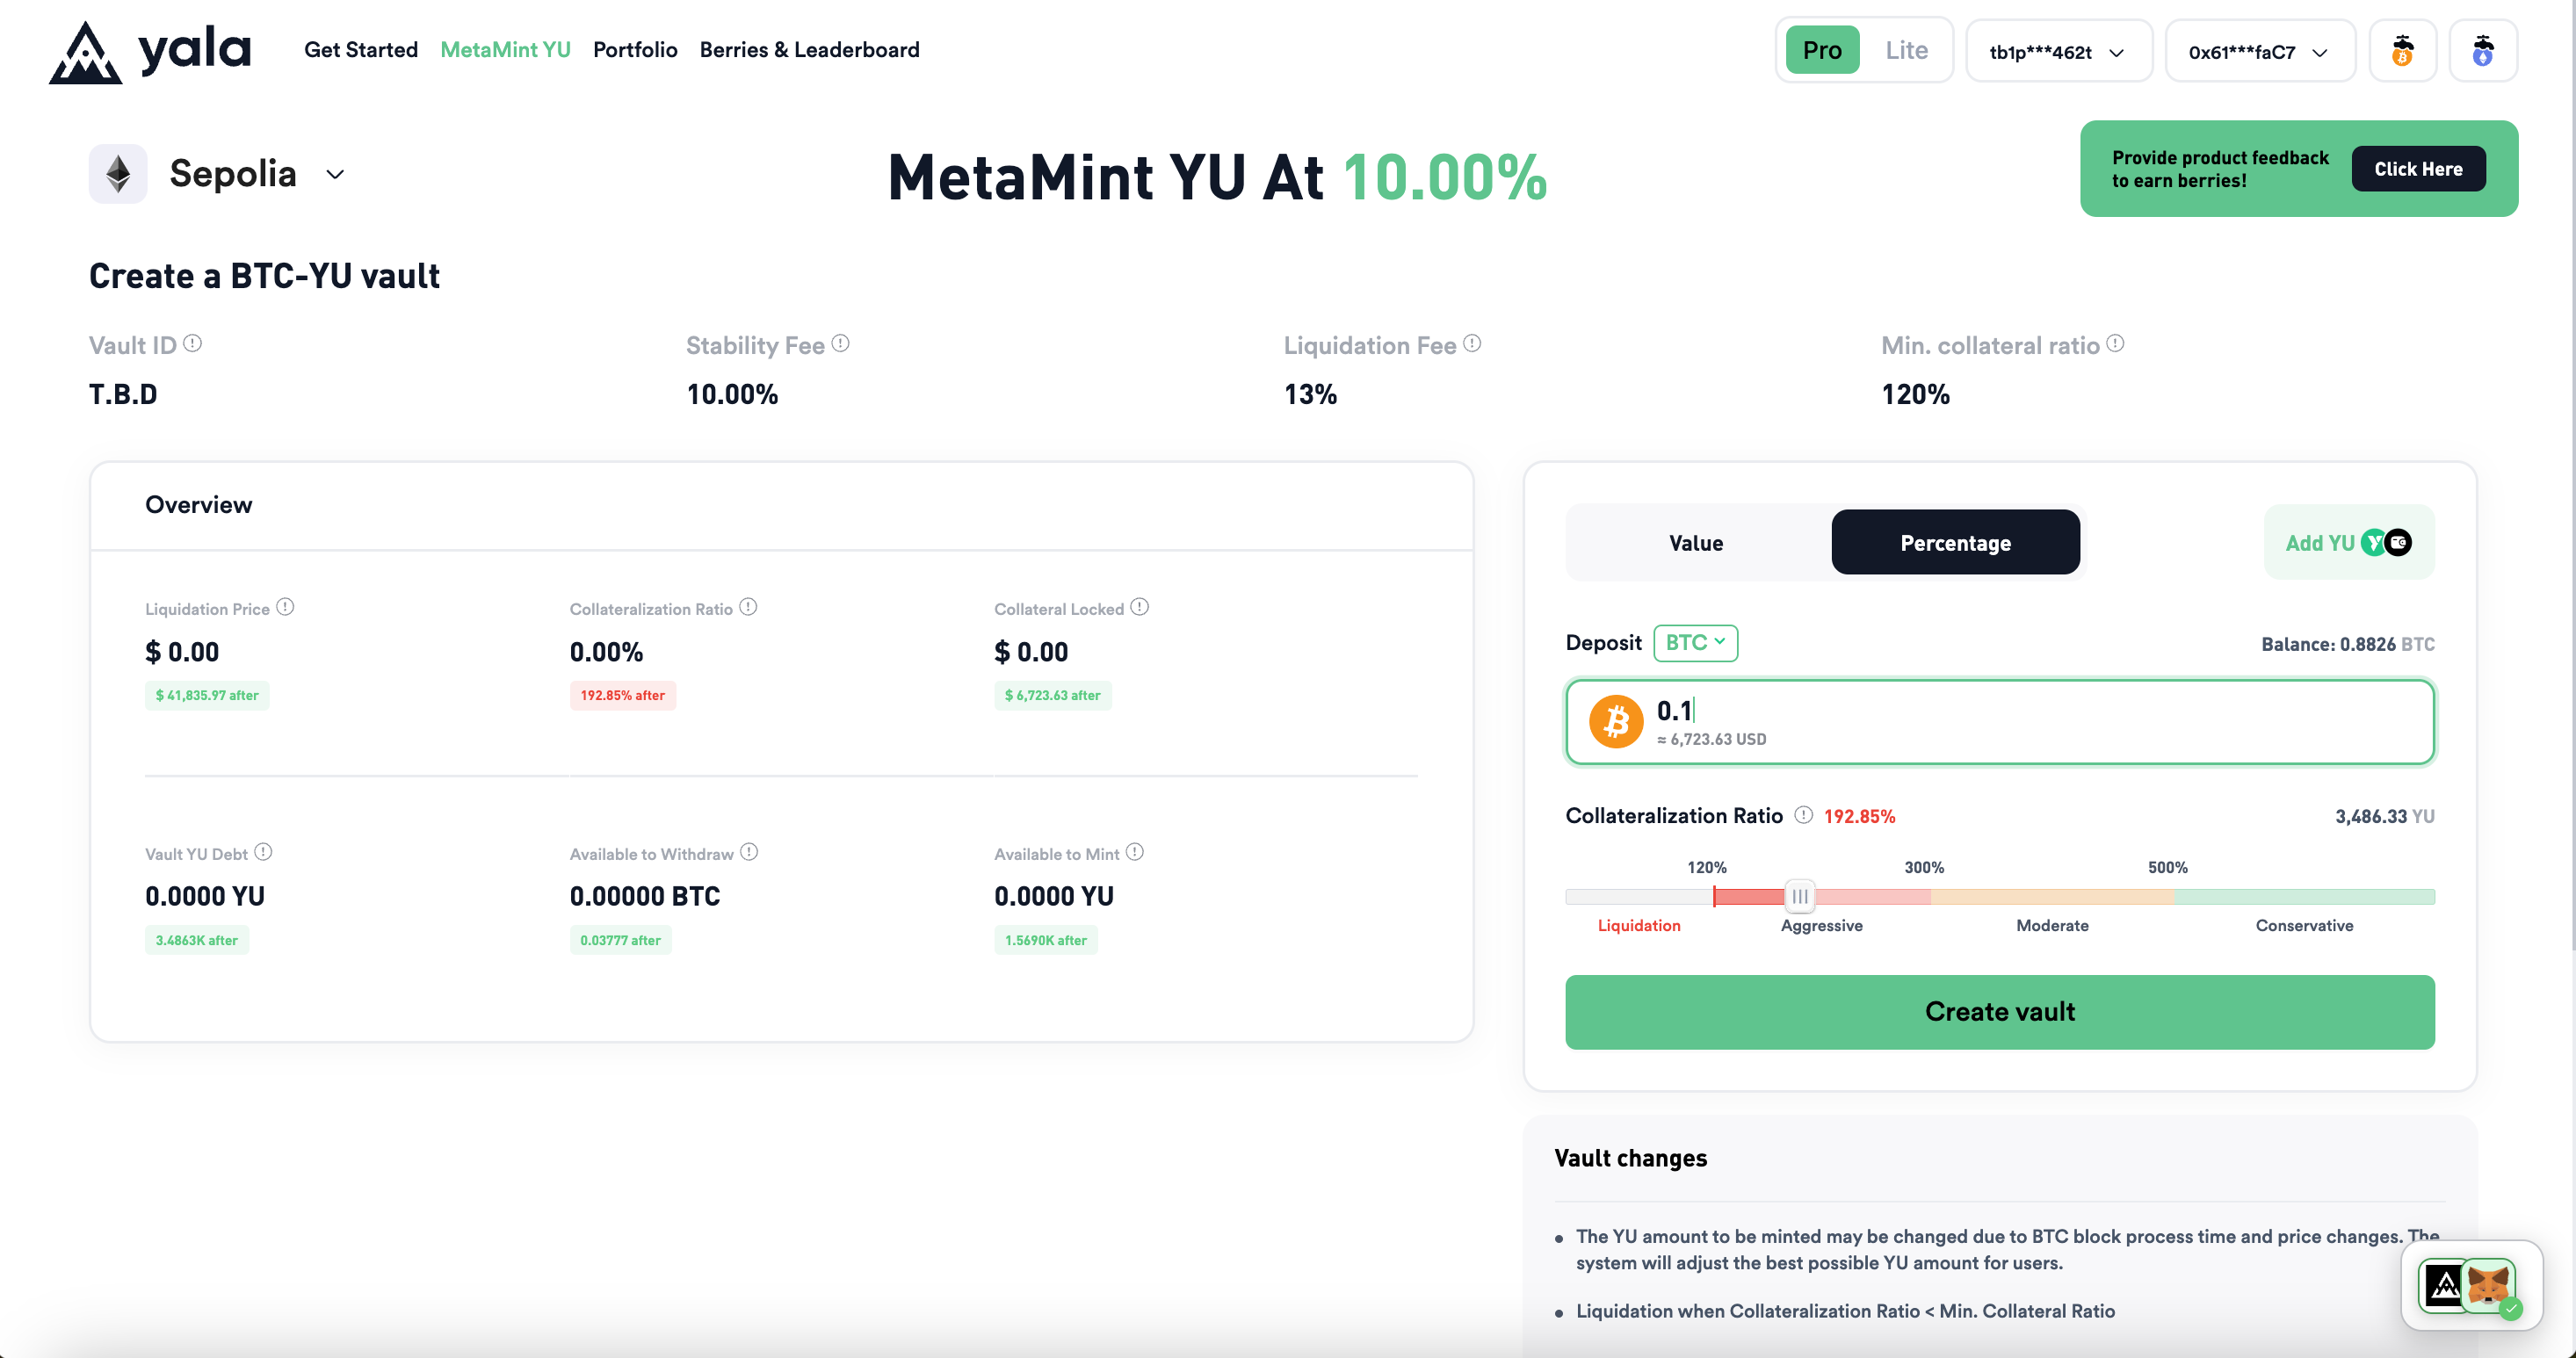 yala
Get Started
MetaMint YU
Portfolio
Berries & Leaderboard
Pro
Lite
tb1p***462t
0x61***faC7
Sepolia
MetaMint YU At 10.00%
Provide product feedback
to earn berries!
Click Here
Create a BTC-YU vault
Vault ID
T.B.D
Stability Fee
10.00%
Liquidation Fee
13%
Min. collateral ratio
120%
Overview
Liquidation Price
$ 0.00
$ 41,835.97 after
Collateralization Ratio
0.00%
192.85% after
Collateral Locked
$ 0.00
$ 6,723.63 after
Vault YU Debt
0.0000 YU
3.4863K after
Available to Withdraw
0.00000 BTC
0.03777 after
Available to Mint
0.0000 YU
1.5690K after
Value
Percentage
Add YU
Deposit
BTC
Balance: 0.8826 BTC
0.1
≈ 6,723.63 USD
Collateralization Ratio
192.85%
3,486.33 YU
120%
300%
500%
Liquidation
Aggressive
Moderate
Conservative
Create vault
Vault changes
• The YU amount to be minted may be changed due to BTC block process time and price changes. The
system will adjust the best possible YU amount for users.
• Liquidation when Collateralization Ratio < Min. Collateral Ratio